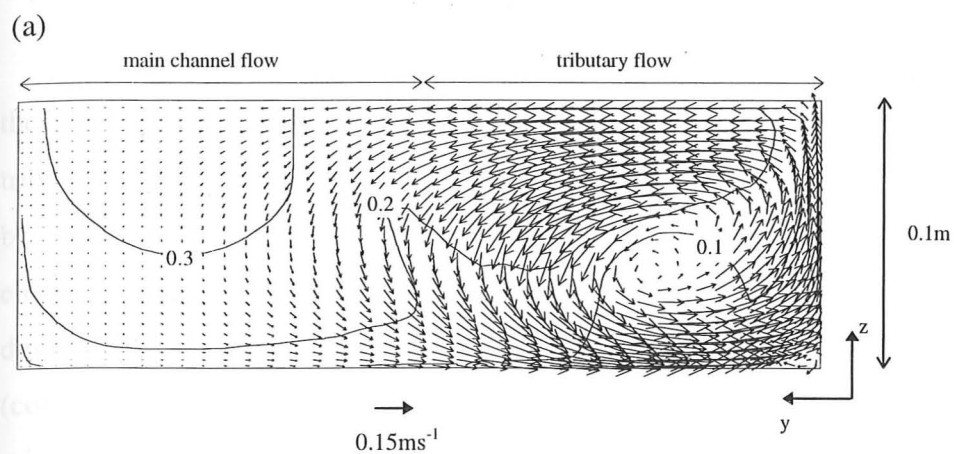 (a)
main channel flow
tributary flow
0.2
0.3
0.1
0.1m
z
y
0.15ms⁻¹